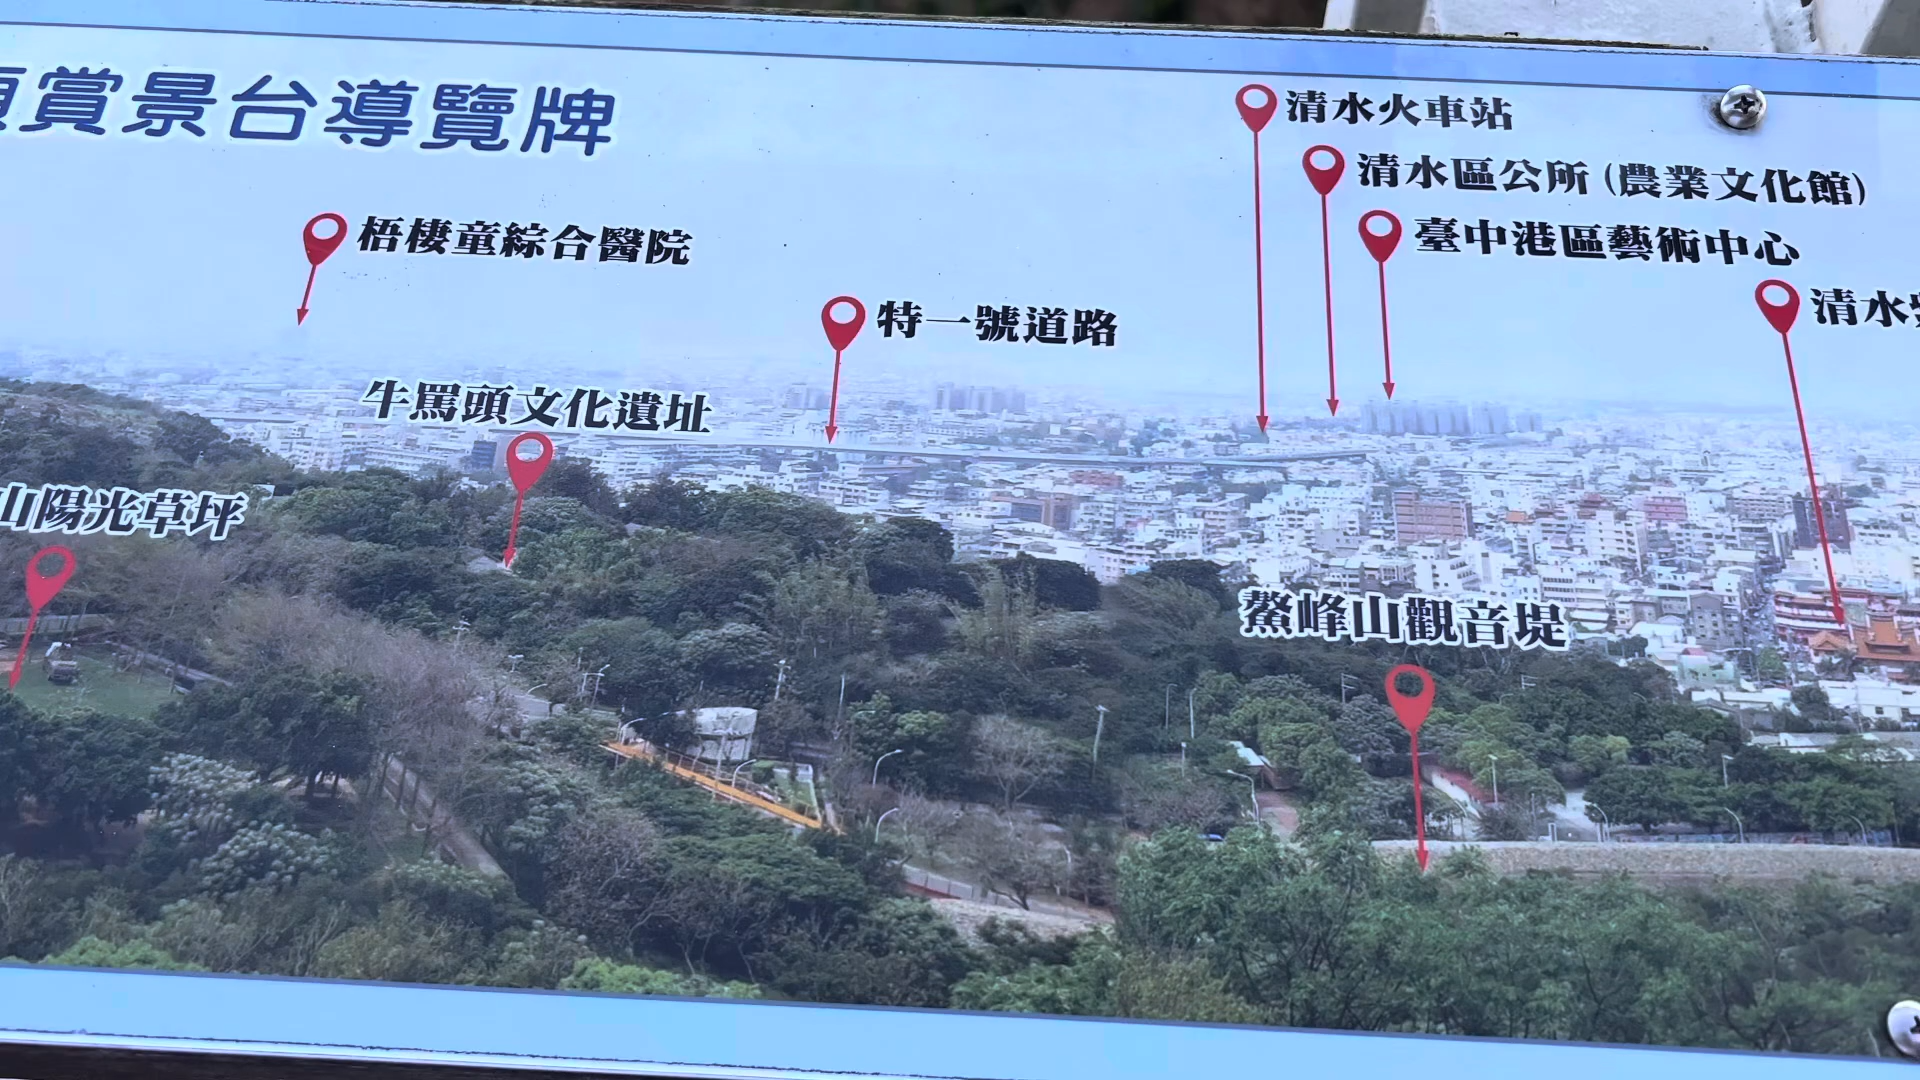 賞景台導覽牌
清水火車站
清水區公所(農業文化館)
梧棲童綜合醫院
臺中港區藝術中心
特一號道路
清水
牛罵頭文化遺址
山陽光草坪
鰲峰山觀音堤